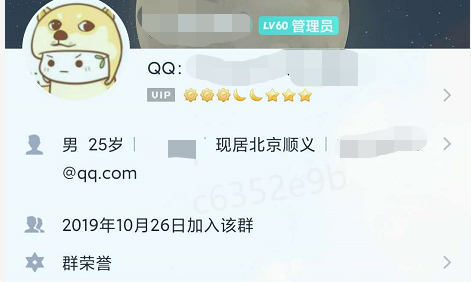 LV60 管理员
QQ:
VIP
男 25岁 现居北京顺义
@qq.com
c6352e9b
2019年10月26日加入该群
群荣誉